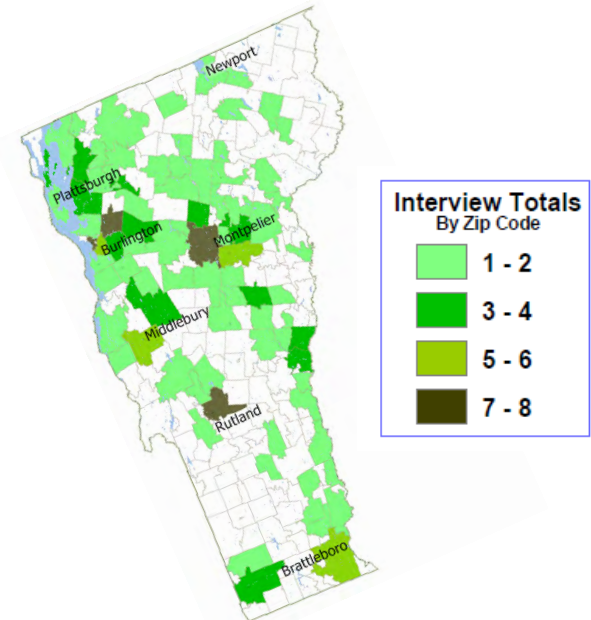 Newport
Plattsburgh
Burlington
Montpelier
Middlebury
Rutland
Brattleboro
Interview Totals
By Zip Code
1 - 2
3 - 4
5 - 6
7 - 8